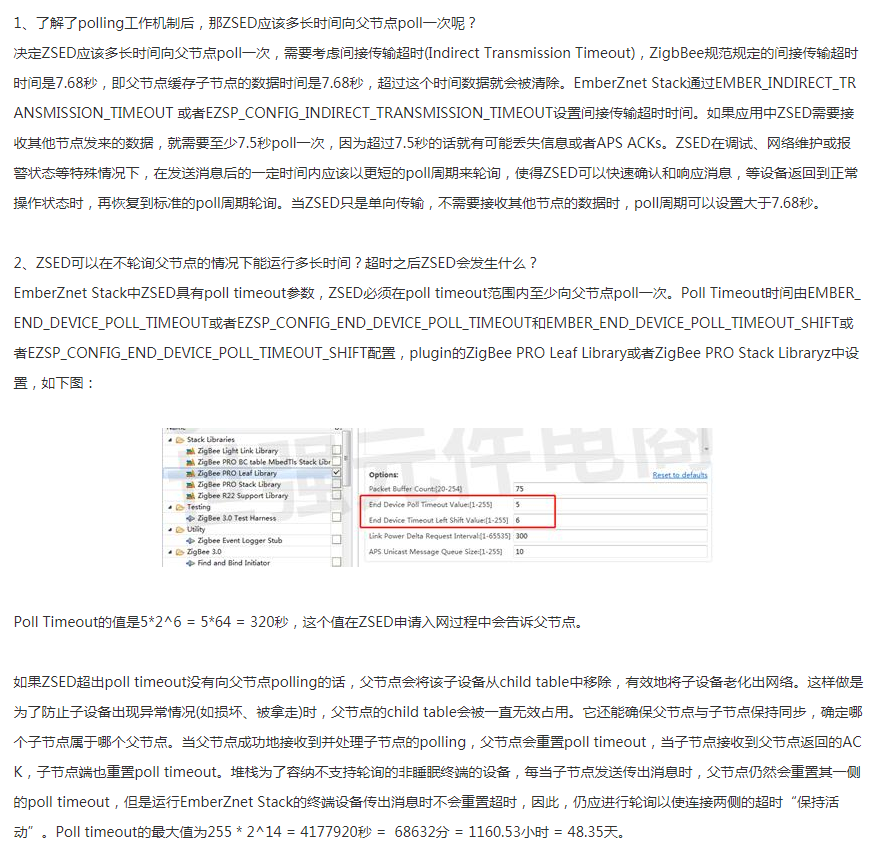 1、了解了polling工作机制后，那ZSED应该多长时间向父节点poll一次呢？
决定ZSED应该多长时间向父节点poll一次，需要考虑间接传输超时(Indirect Transmission Timeout)，ZigbBee规范规定的间接传输超时
时间是7.68秒，即父节点缓存子节点的数据时间是7.68秒，超过这个时间数据就会被清除。EmberZnet Stack通过EMBER_INDIRECT_TR
ANSMISSION_TIMEOUT 或者EZSP_CONFIG_INDIRECT_TRANSMISSION_TIMEOUT设置间接传输超时时间。如果应用中ZSED需要接
收其他节点发来的数据，就需要至少7.5秒poll一次，因为超过7.5秒的话就有可能丢失信息或者APS ACKs。ZSED在调试、网络维护或报
警状态等特殊情况下，在发送消息后的一定时间内应该以更短的poll周期来轮询，使得ZSED可以快速确认和响应消息，等设备返回到正常
操作状态时，再恢复到标准的poll周期轮询。当ZSED只是单向传输，不需要接收其他节点的数据时，poll周期可以设置大于7.68秒。
2、ZSED可以在不轮询父节点的情况下能运行多长时间？超时之后ZSED会发生什么？
EmberZnet Stack中ZSED具有poll timeout参数，ZSED必须在poll timeout范围内至少向父节点poll一次。Poll Timeout时间由EMBER_
END_DEVICE_POLL_TIMEOUT或者EZSP_CONFIG_END_DEVICE_POLL_TIMEOUT和EMBER_END_DEVICE_POLL_TIMEOUT_SHIFT或
者EZSP_CONFIG_END_DEVICE_POLL_TIMEOUT_SHIFT配置，plugin的ZigBee PRO Leaf Library或者ZigBee PRO Stack Libraryz中设
置，如下图：
Stack Libraries
ZigBee Light Link Library
ZigBee PRO BC table MbedTls Stack Libr
ZigBee PRO Leaf Library
ZigBee PRO Stack Library
Zigbee R22 Support Library
Testing
ZigBee 3.0 Test Harness
Utility
Zigbee Event Logger Stub
ZigBee 3.0
Find and Bind Initiator
Options:
Reset to defaults
Packet Buffer Count:[20-254] 75
End Device Poll Timeout Value:[1-255] 5
End Device Timeout Left Shift Value:[1-255] 6
Link Power Delta Request Interval:[1-65535] 300
APS Unicast Message Queue Size:[1-255] 10
元件电商
Poll Timeout的值是5*2^6 = 5*64 = 320秒，这个值在ZSED申请入网过程中会告诉父节点。
如果ZSED超出poll timeout没有向父节点polling的话，父节点会将该子设备从child table中移除，有效地将子设备老化出网络。这样做是
为了防止子设备出现异常情况(如损坏、被拿走)时，父节点的child table会被一直无效占用。它还能确保父节点与子节点保持同步，确定哪
个子节点属于哪个父节点。当父节点成功地接收到并处理子节点的polling，父节点会重置poll timeout，当子节点接收到父节点返回的AC
K，子节点端也重置poll timeout。堆栈为了容纳不支持轮询的非睡眠终端的设备，每当子节点发送传出消息时，父节点仍然会重置其一侧
的poll timeout，但是运行EmberZnet Stack的终端设备传出消息时不会重置超时，因此，仍应进行轮询以使连接两侧的超时“保持活
动”。Poll timeout的最大值为255 * 2^14 = 4177920秒 = 68632分 = 1160.53小时 = 48.35天。